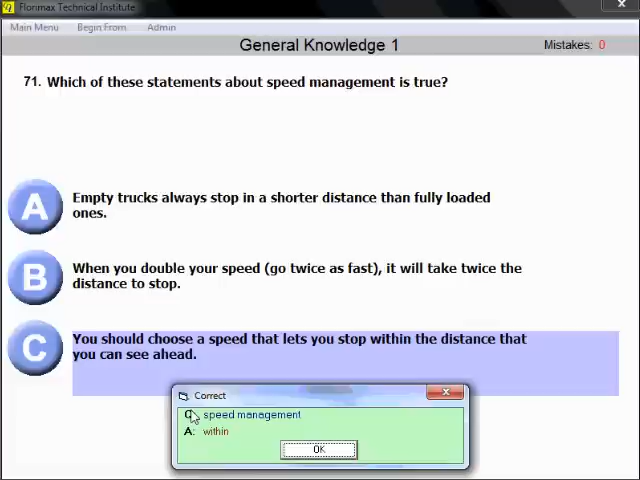 Florimax Technical Institute
Main Menu Begin From Admin
General Knowledge 1
Mistakes: 0
71. Which of these statements about speed management is true?
A
Empty trucks always stop in a shorter distance than fully loaded
ones.
B
When you double your speed (go twice as fast), it will take twice the
distance to stop.
C
You should choose a speed that lets you stop within the distance that
you can see ahead.
Correct
Q: speed management
A: within
OK